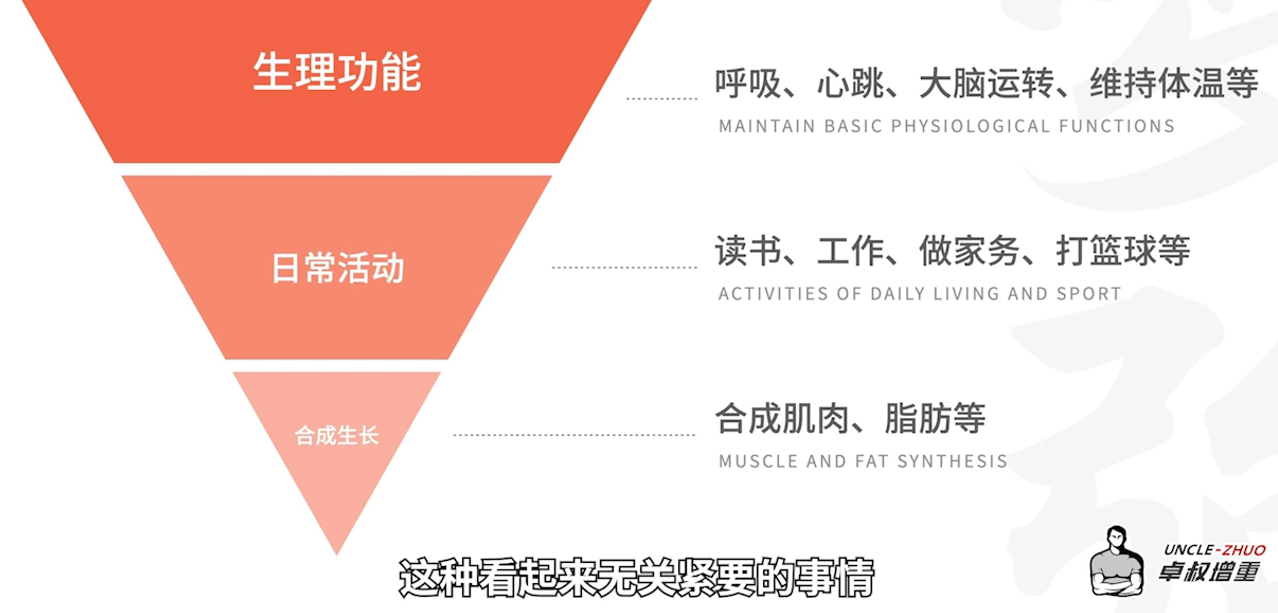 生理功能
呼吸、心跳、大脑运转、维持体温等
MAINTAIN BASIC PHYSIOLOGICAL FUNCTIONS
日常活动
读书、工作、做家务、打篮球等
ACTIVITIES OF DAILY LIVING AND SPORT
合成生长
合成肌肉、脂肪等
MUSCLE AND FAT SYNTHESIS
这种看起来无关紧要的事情
UNCLE-ZHUO
卓叔增重